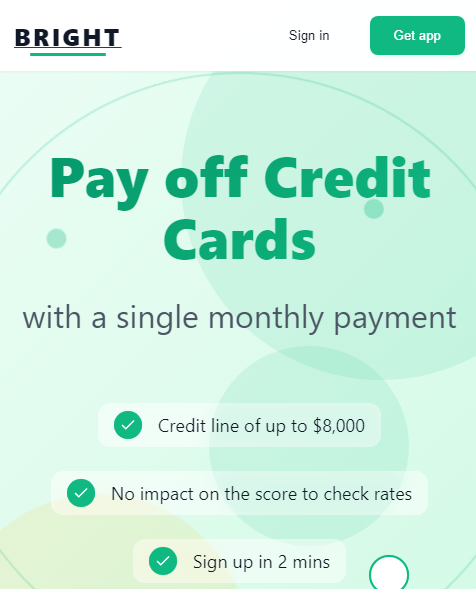 BRIGHT
Sign in
Get app
Pay off Credit
Cards
with a single monthly payment
Credit line of up to $8,000
No impact on the score to check rates
Sign up in 2 mins